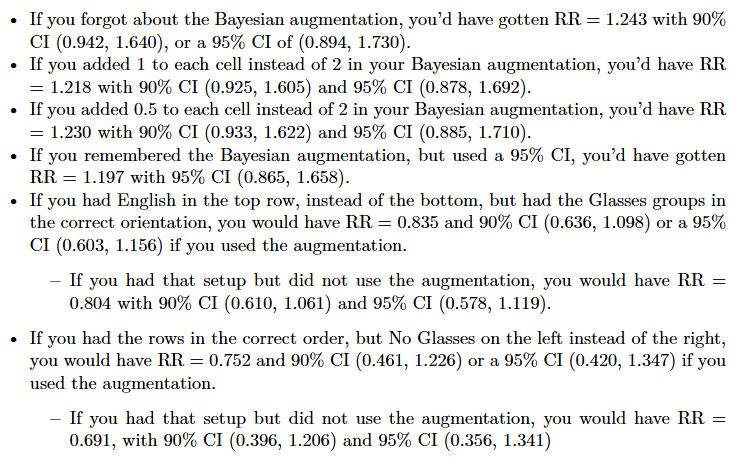 • If you forgot about the Bayesian augmentation, you’d have gotten RR = 1.243 with 90%
CI (0.942, 1.640), or a 95% CI of (0.894, 1.730).
• If you added 1 to each cell instead of 2 in your Bayesian augmentation, you’d have RR
= 1.218 with 90% CI (0.925, 1.605) and 95% CI (0.878, 1.692).
• If you added 0.5 to each cell instead of 2 in your Bayesian augmentation, you’d have RR
= 1.230 with 90% CI (0.933, 1.622) and 95% CI (0.885, 1.710).
• If you remembered the Bayesian augmentation, but used a 95% CI, you’d have gotten
RR = 1.197 with 95% CI (0.865, 1.658).
• If you had English in the top row, instead of the bottom, but had the Glasses groups in
the correct orientation, you would have RR = 0.835 and 90% CI (0.636, 1.098) or a 95%
CI (0.603, 1.156) if you used the augmentation.
– If you had that setup but did not use the augmentation, you would have RR =
0.804 with 90% CI (0.610, 1.061) and 95% CI (0.578, 1.119).
• If you had the rows in the correct order, but No Glasses on the left instead of the right,
you would have RR = 0.752 and 90% CI (0.461, 1.226) or a 95% CI (0.420, 1.347) if you
used the augmentation.
– If you had that setup but did not use the augmentation, you would have RR =
0.691, with 90% CI (0.396, 1.206) and 95% CI (0.356, 1.341)